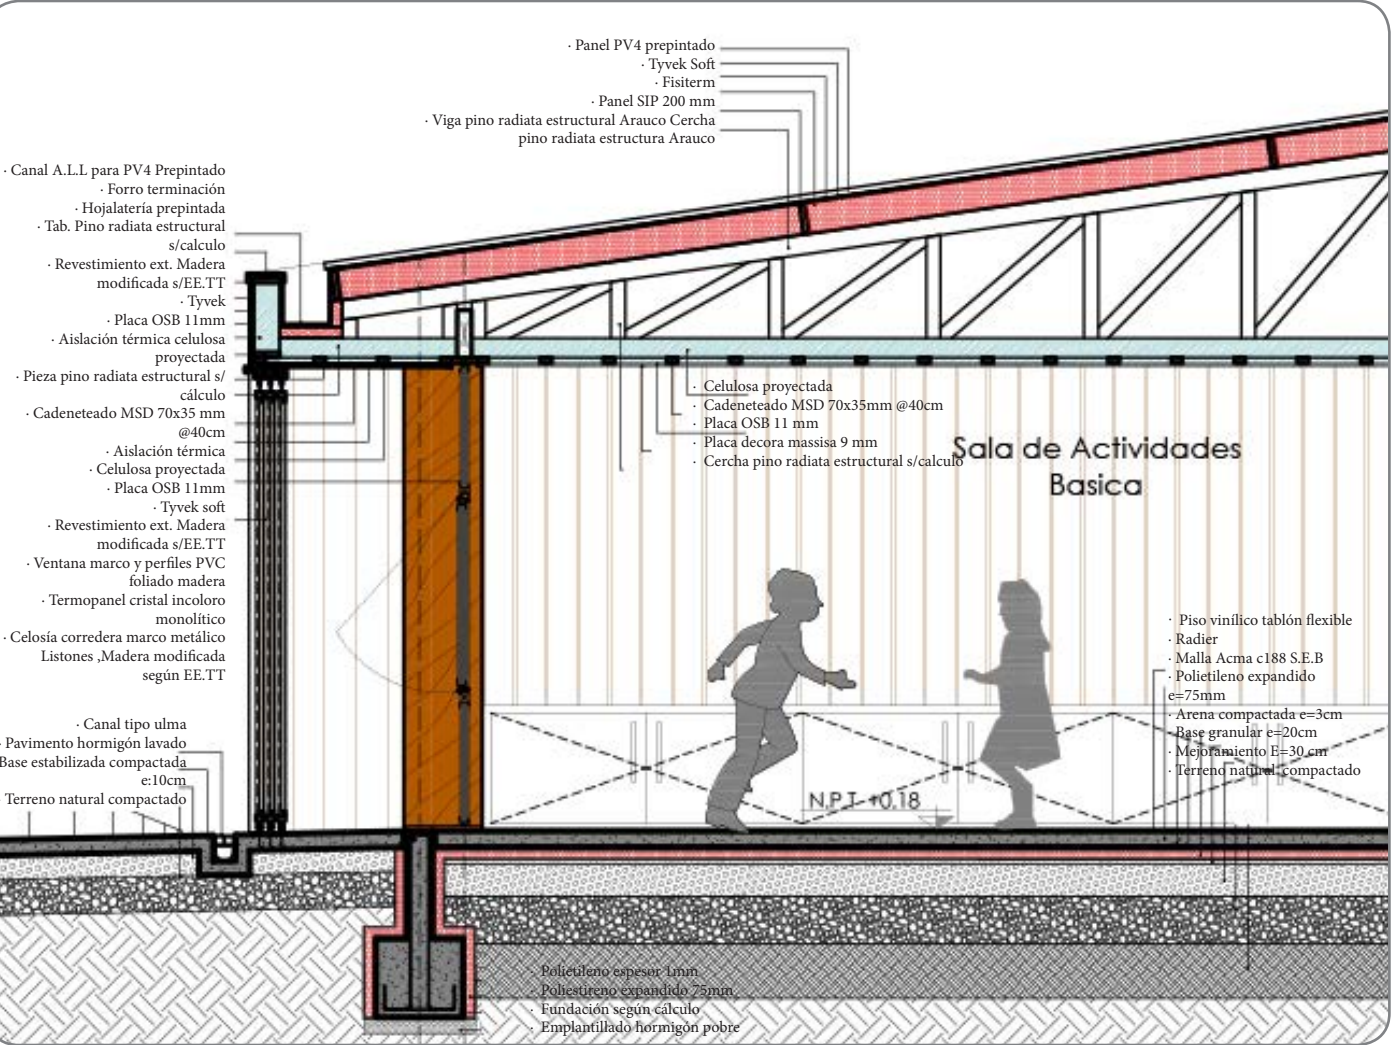 · Panel PV4 prepintado
· Tyvek Soft
· Fisiterm
· Panel SIP 200 mm
· Viga pino radiata estructural Arauco Cercha
pino radiata estructura Arauco
· Canal A.L.L para PV4 Prepintado
· Forro terminación
· Hojalatería prepintada
· Tab. Pino radiata estructural
s/calculo
· Revestimiento ext. Madera
modificada s/EE.TT
· Tyvek
· Placa OSB 11mm
· Aislación térmica celulosa
proyectada
· Pieza pino radiata estructural s/
cálculo
· Cadeneteado MSD 70x35 mm
@40cm
· Aislación térmica
· Celulosa proyectada
· Placa OSB 11mm
· Tyvek soft
· Revestimiento ext. Madera
modificada s/EE.TT
· Ventana marco y perfiles PVC
foliado madera
· Termopanel cristal incoloro
monolítico
· Celosía corredera marco metálico
Listones ,Madera modificada
según EE.TT
· Canal tipo ulma
· Pavimento hormigón lavado
Base estabilizada compactada
e:10cm
Terreno natural compactado
· Celulosa proyectada
· Cadeneteado MSD 70x35mm @40cm
· Placa OSB 11 mm
· Placa decora massisa 9 mm
· Cercha pino radiata estructural s/calculo
Sala de Actividades
Basica
· Piso vinílico tablón flexible
· Radier
· Malla Acma c188 S.E.B
· Polietileno expandido
e=75mm
· Arena compactada e=3cm
· Base granular e=20cm
· Mejoramiento E=30 cm
· Terreno natural compactado
N.P.T. +0.18
· Polietileno espesor 1mm
· Poliestireno expandido 75mm
· Fundación según cálculo
· Emplantillado hormigón pobre